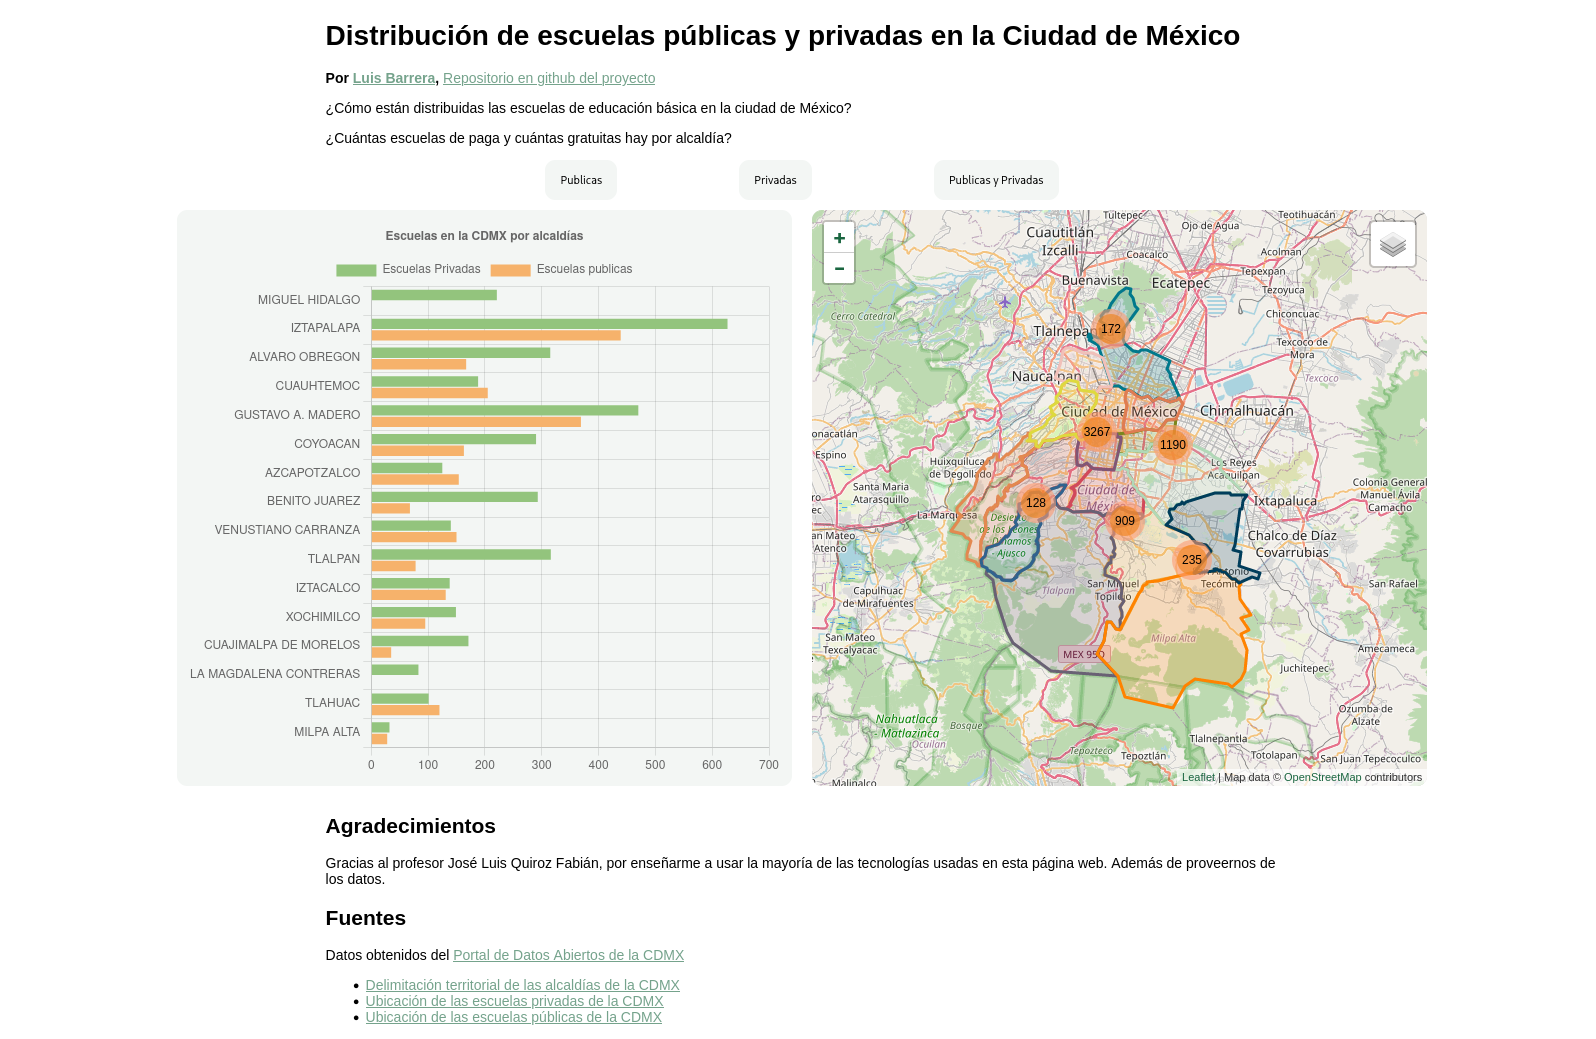 Distribución de escuelas públicas y privadas en la Ciudad de México
Por Luis Barrera, Repositorio en github del proyecto
¿Cómo están distribuidas las escuelas de educación básica en la ciudad de México?
¿Cuántas escuelas de paga y cuántas gratuitas hay por alcaldía?
Publicas
Privadas
Publicas y Privadas
Escuelas en la CDMX por alcaldías
Escuelas Privadas
Escuelas publicas
MIGUEL HIDALGO
IZTAPALAPA
ALVARO OBREGON
CUAUHTEMOC
GUSTAVO A. MADERO
COYOACAN
AZCAPOTZALCO
BENITO JUAREZ
VENUSTIANO CARRANZA
TLALPAN
IZTACALCO
XOCHIMILCO
CUAJIMALPA DE MORELOS
LA MAGDALENA CONTRERAS
TLAHUAC
MILPA ALTA
0 100 200 300 400 500 600 700
+
−
Tultepec
Teotihuacán
Cuautitlán
Izcalli
Ojo de Agua
Coacalco
Acolman
Tepexpan
Buenavista
Ecatepec
Tezoyuca
Chiconcuac
Cerro Catedral
Tlalnepa
172
Texcoco de
Mora
Naucalpan
Texcoco
Ciudad de México
Chimalhuacán
onacatlán
3267
1190
Espino
Huixquilucan
de Degollado
Los Reyes
Acaquilpan
Santa Maria
Atarasquillo
Ciudad de
México
Ixtapaluca
Colonia General
Manuel Ávila
Camacho
ro
ec
128
La Marquesa
Desierto
de los Leones
Dinamos
Ajusco
909
an Mateo
Atenco
Chalco de Díaz
Covarrubias
235
Antonio
Tecómitl
Capulhuac
de Mirafuentes
Tlalpan
San Miguel
Topilejo
San Rafael
San Mateo
Texcalyacac
Milpa Alta
MEX 95D
Amecameca
Juchitepec
Nahuatlaca
- Matlazinca
Bosque
Ocuilan
Ozumba de
Alzate
Tepozteco
Tepoztlán
Tlalnepantla
Totolapan
San Juan Tepecoculco
Malinalco
Leaflet | Map data © OpenStreetMap contributors
Agradecimientos
Gracias al profesor José Luis Quiroz Fabián, por enseñarme a usar la mayoría de las tecnologías usadas en esta página web. Además de proveernos de
los datos.
Fuentes
Datos obtenidos del Portal de Datos Abiertos de la CDMX
• Delimitación territorial de las alcaldías de la CDMX
• Ubicación de las escuelas privadas de la CDMX
• Ubicación de las escuelas públicas de la CDMX